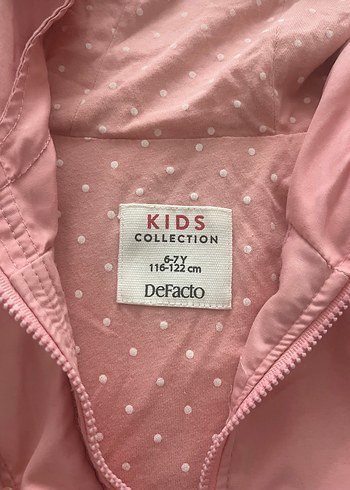 KIDS
COLLECTION
6-7Y
116-122 cm
DeFacto